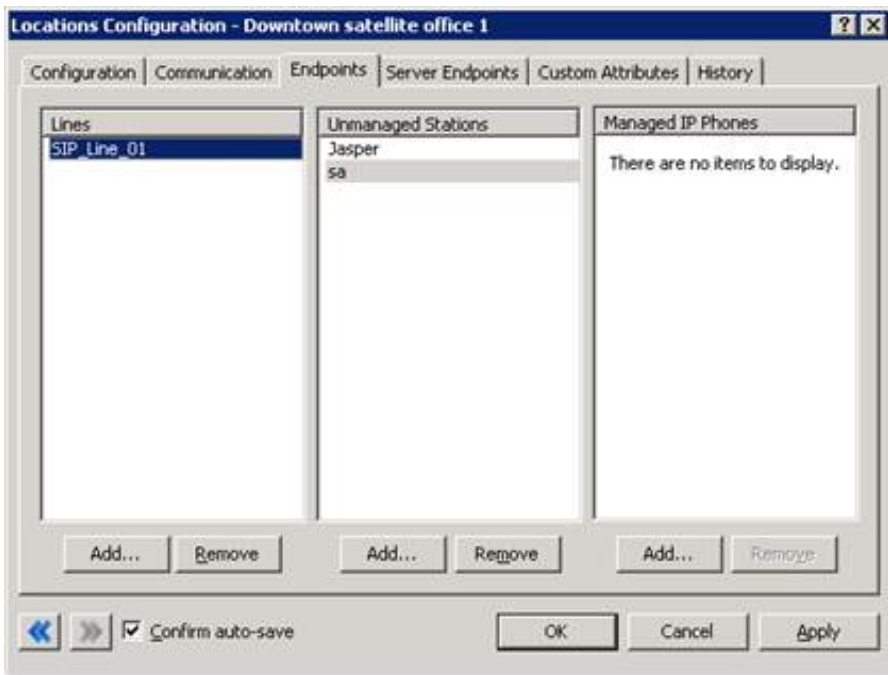 Locations Configuration - Downtown satellite office 1
?
Configuration Communication Endpoints Server Endpoints Custom Attributes History
Lines Unmanaged Stations Managed IP Phones
SIP_Line_01 Jasper There are no items to display.
sa
Add... Remove Add... Remove Add... Remove
Confirm auto-save OK Cancel Apply